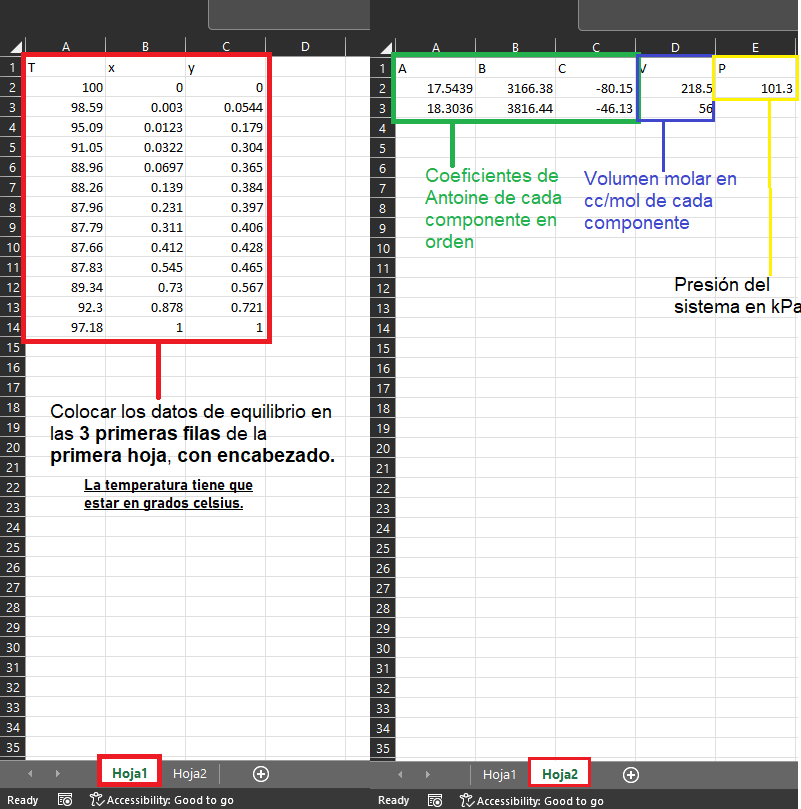 A B C D
1 T x y
2 100 0 0
3 98.59 0.003 0.0544
4 95.09 0.0123 0.179
5 91.05 0.0322 0.304
6 88.96 0.0697 0.365
7 88.26 0.139 0.384
8 87.96 0.231 0.397
9 87.79 0.311 0.406
10 87.66 0.412 0.428
11 87.83 0.545 0.465
12 89.34 0.73 0.567
13 92.3 0.878 0.721
14 97.18 1 1
15
16
17
18
19
20
21
22
23
24
25
26
27
28
29
30
31
32
33
34
35
Colocar los datos de equilibrio en
las 3 primeras filas de la
primera hoja, con encabezado.
La temperatura tiene que
estar en grados celsius.
Hoja1 Hoja2
Ready Accessibility: Good to go
A B C D E
1 A B C V P
2 17.5439 3166.38 -80.15 218.5 101.3
3 18.3036 3816.44 -46.13 56
4
5
6
7
8
9
10
11
12
13
14
15
16
17
18
19
20
21
22
23
24
25
26
27
28
29
30
31
32
33
34
35
Coeficientes de
Antoine de cada
componente en
orden
Volumen molar en
cc/mol de cada
componente
Presión del
sistema en kPa
Hoja1 Hoja2
Ready Accessibility: Good to go